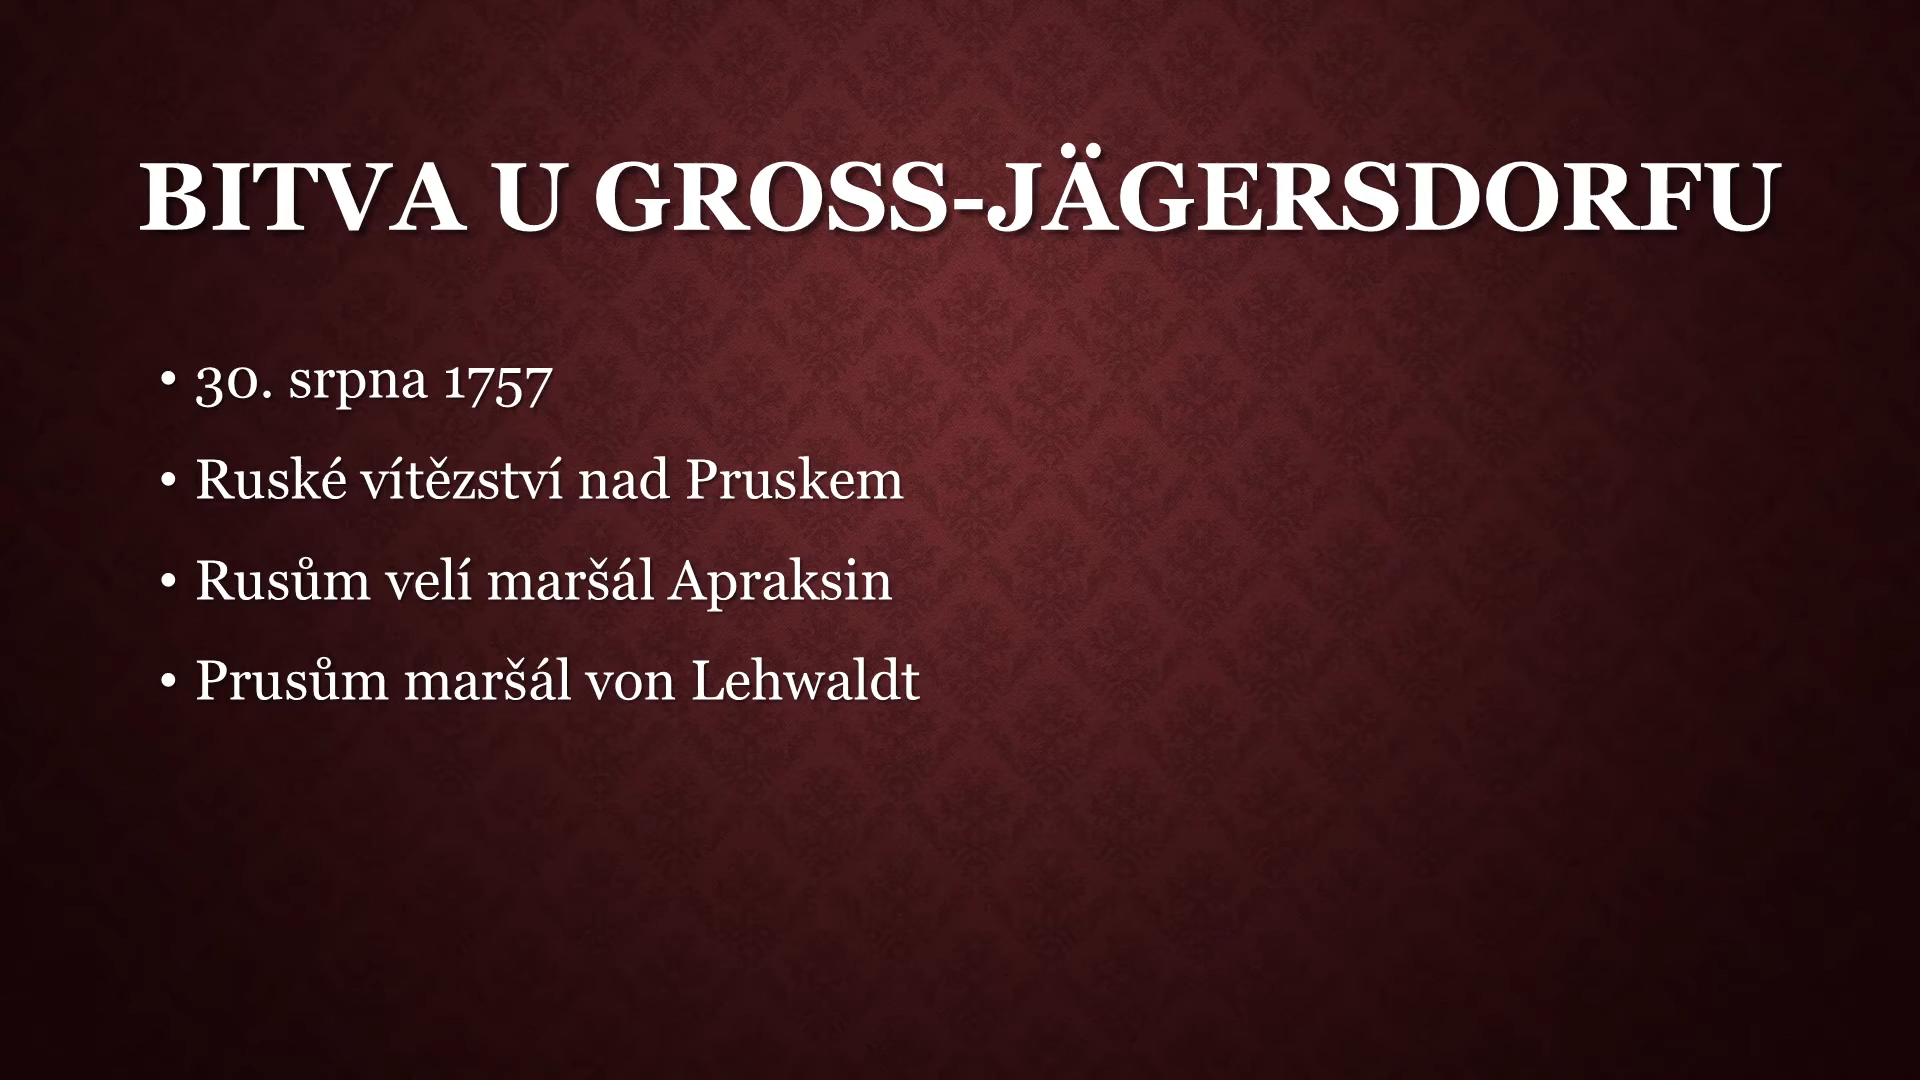 BITVA U GROSS-JÄGERSDORFU
• 30. srpna 1757
• Ruské vítězství nad Pruskem
• Rusům velí maršál Apraksin
• Prusům maršál von Lehwaldt